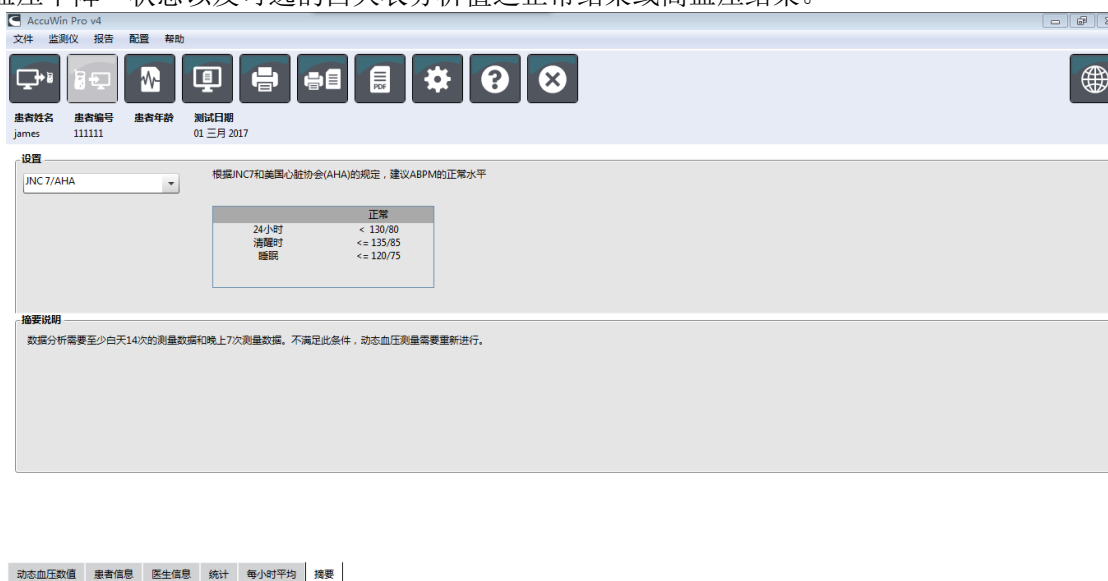 AccuWin Pro v4
文件 监测仪 报告 配置 帮助
PDF
患者姓名 患者编号 患者年龄 测试日期
james 111111 01 三月 2017
设置
JNC 7/AHA
根据JNC7和美国心脏协会(AHA)的规定，建议ABPM的正常水平
正常
24小时 < 130/80
清醒时 <= 135/85
睡眠 <= 120/75
摘要说明
数据分析需要至少白天14次的测量数据和晚上7次测量数据。不满足此条件，动态血压测量需要重新进行。
动态血压数值 患者信息 医生信息 统计 每小时平均 摘要